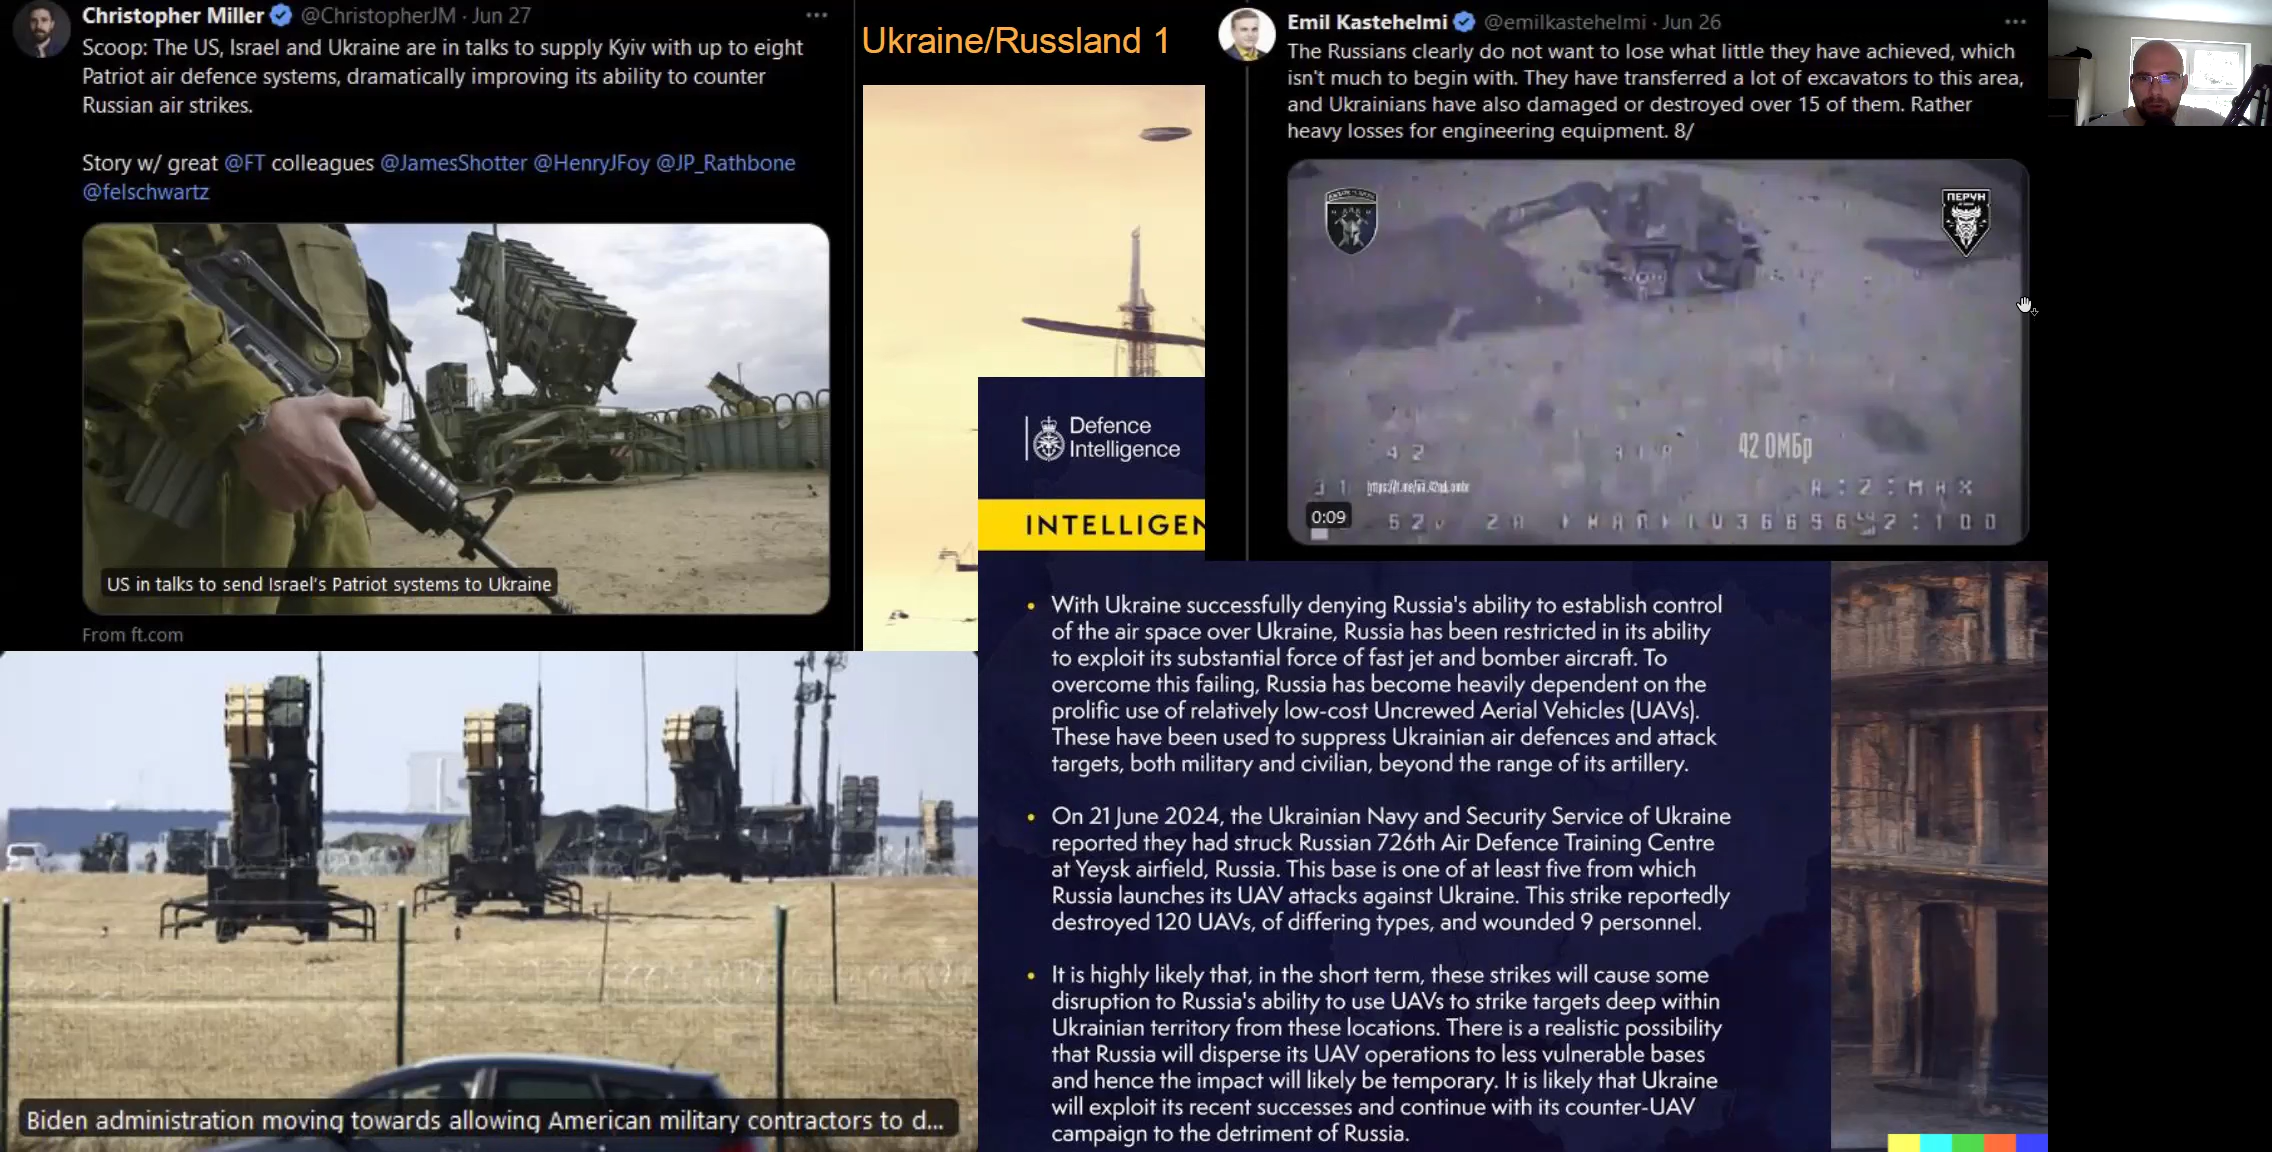 Christopher Miller @ChristopherJM · Jun 27
Scoop: The US, Israel and Ukraine are in talks to supply Kyiv with up to eight
Patriot air defence systems, dramatically improving its ability to counter
Russian air strikes.
Story w/ great @FT colleagues @JamesShotter @HenryJFoy @JP_Rathbone
@felschwartz
US in talks to send Israel's Patriot systems to Ukraine
From ft.com
Biden administration moving towards allowing American military contractors to d...
Ukraine/Russland 1
Emil Kastehelmi @emilkastehelmi · Jun 26
The Russians clearly do not want to lose what little they have achieved, which
isn't much to begin with. They have transferred a lot of excavators to this area,
and Ukrainians have also damaged or destroyed over 15 of them. Rather
heavy losses for engineering equipment. 8/
ПЕРУН
42 ОМБр
0:09
Defence
Intelligence
INTELLIGEN
• With Ukraine successfully denying Russia's ability to establish control
of the air space over Ukraine, Russia has been restricted in its ability
to exploit its substantial force of fast jet and bomber aircraft. To
overcome this failing, Russia has become heavily dependent on the
prolific use of relatively low-cost Uncrewed Aerial Vehicles (UAVs).
These have been used to suppress Ukrainian air defences and attack
targets, both military and civilian, beyond the range of its artillery.
• On 21 June 2024, the Ukrainian Navy and Security Service of Ukraine
reported they had struck Russian 726th Air Defence Training Centre
at Yeysk airfield, Russia. This base is one of at least five from which
Russia launches its UAV attacks against Ukraine. This strike reportedly
destroyed 120 UAVs, of differing types, and wounded 9 personnel.
• It is highly likely that, in the short term, these strikes will cause some
disruption to Russia's ability to use UAVs to strike targets deep within
Ukrainian territory from these locations. There is a realistic possibility
that Russia will disperse its UAV operations to less vulnerable bases
and hence the impact will likely be temporary. It is likely that Ukraine
will exploit its recent successes and continue with its counter-UAV
campaign to the detriment of Russia.